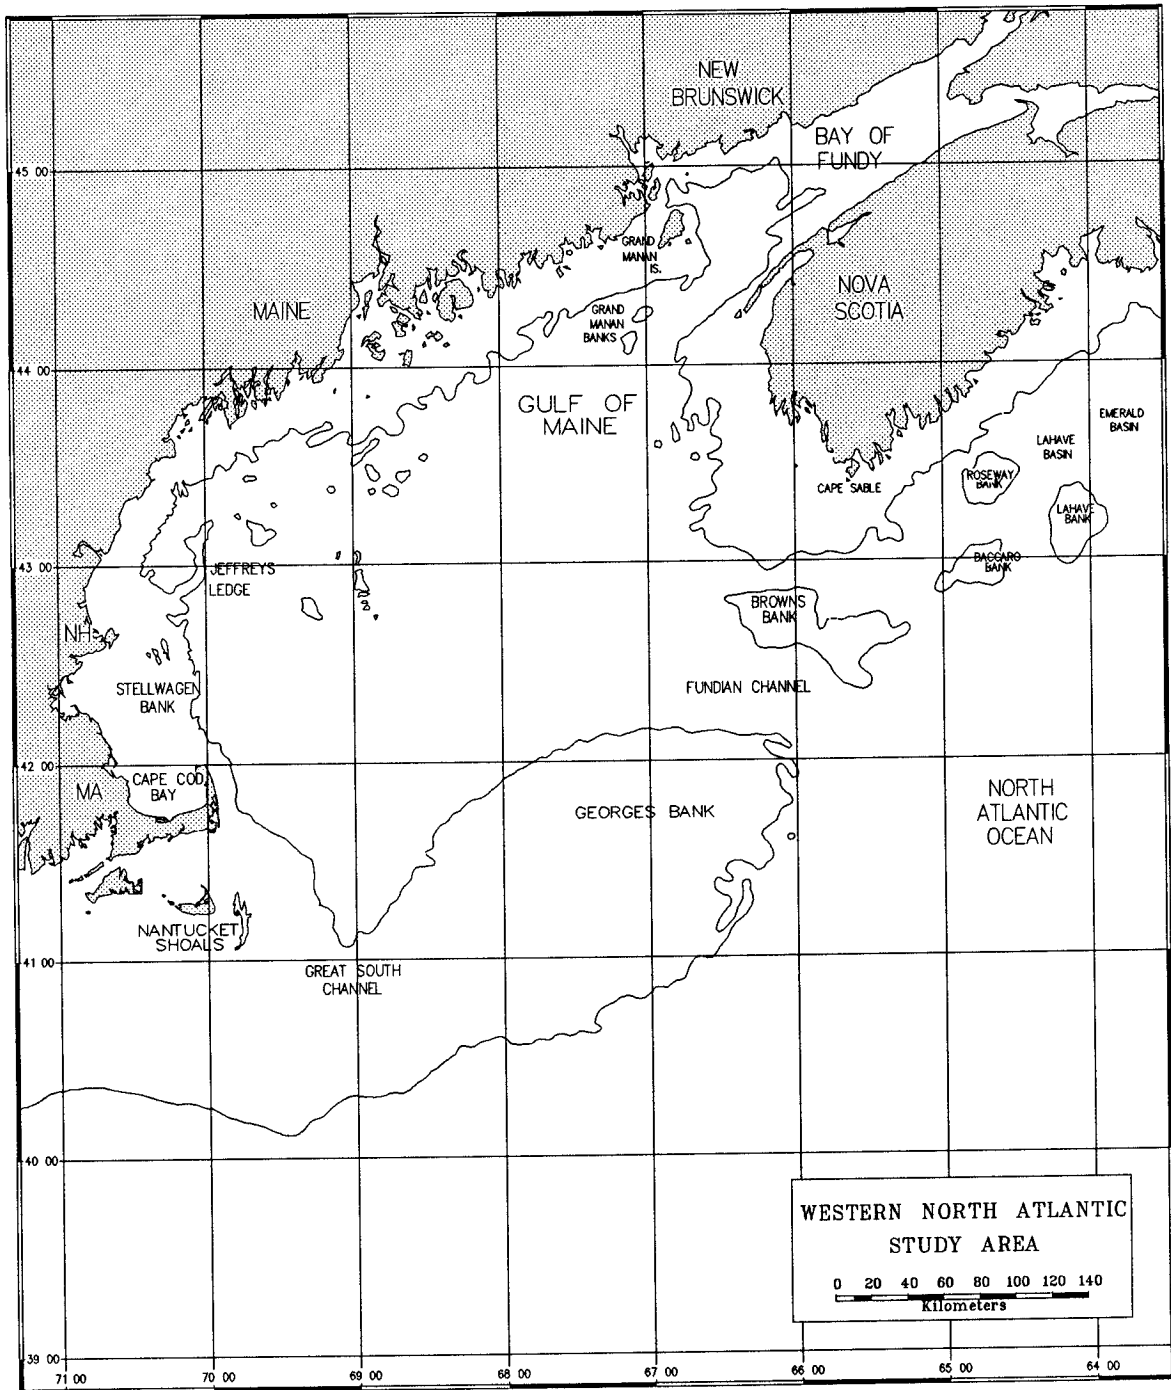 NEW
BRUNSWICK
BAY OF
FUNDY
45 00
GRAND
MANAN
IS.
MAINE
NOVA
SCOTIA
GRAND
MANAN
BANKS
44 00
GULF OF
MAINE
EMERALD
BASIN
LAHAVE
BASIN
CAPE SABLE
ROSEWAY
BANK
LAHAVE
BANK
43 00
JEFFREYS
LEDGE
BACCARO
BANK
BROWNS
BANK
NH
STELLWAGEN
BANK
FUNDIAN CHANNEL
42 00
CAPE COD
BAY
MA
GEORGES BANK
NORTH
ATLANTIC
OCEAN
NANTUCKET
SHOALS
41 00
GREAT SOUTH
CHANNEL
40 00
WESTERN NORTH ATLANTIC
STUDY AREA
0 20 40 60 80 100 120 140
Kilometers
39 00
71 00 70 00 69 00 68 00 67 00 66 00 65 00 64 00